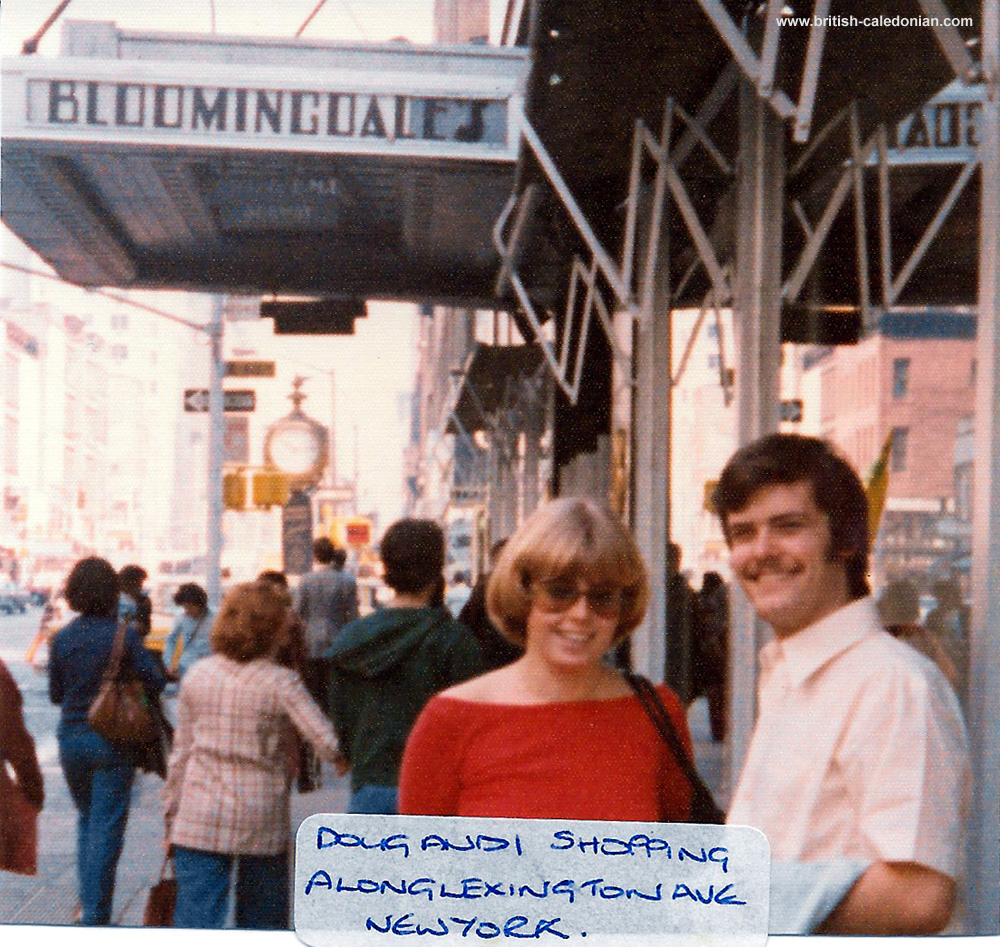 www.british-caledonian.com
BLOOMINGDALE'S
DOUG AND I SHOPPING
ALONG LEXINGTON AVE
NEW YORK.